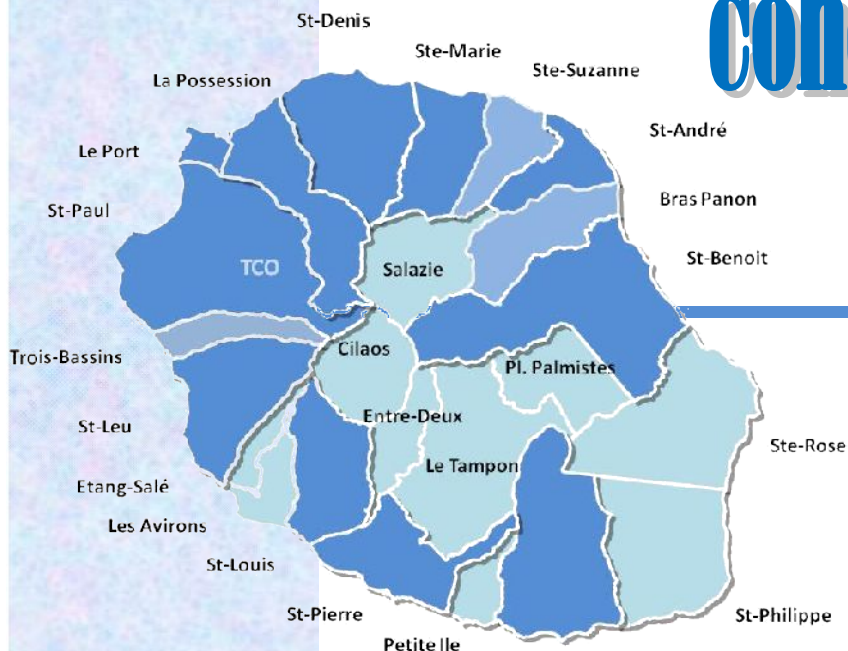 St-Denis
Ste-Marie
Ste-Suzanne
La Possession
St-André
Le Port
Bras Panon
St-Paul
St-Benoit
TCO
Salazie
Trois-Bassins
Cilaos
Pl. Palmistes
St-Leu
Entre-Deux
Ste-Rose
Le Tampon
Etang-Salé
Les Avirons
St-Louis
St-Pierre
St-Philippe
Petite Ile